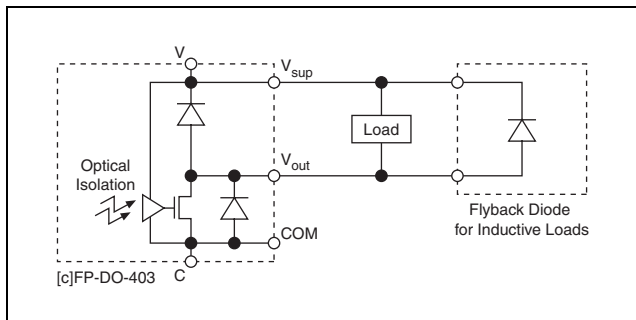 V
Vsup
Load
Optical
Isolation
Vout
Flyback Diode
for Inductive Loads
COM
[c]FP-DO-403
C